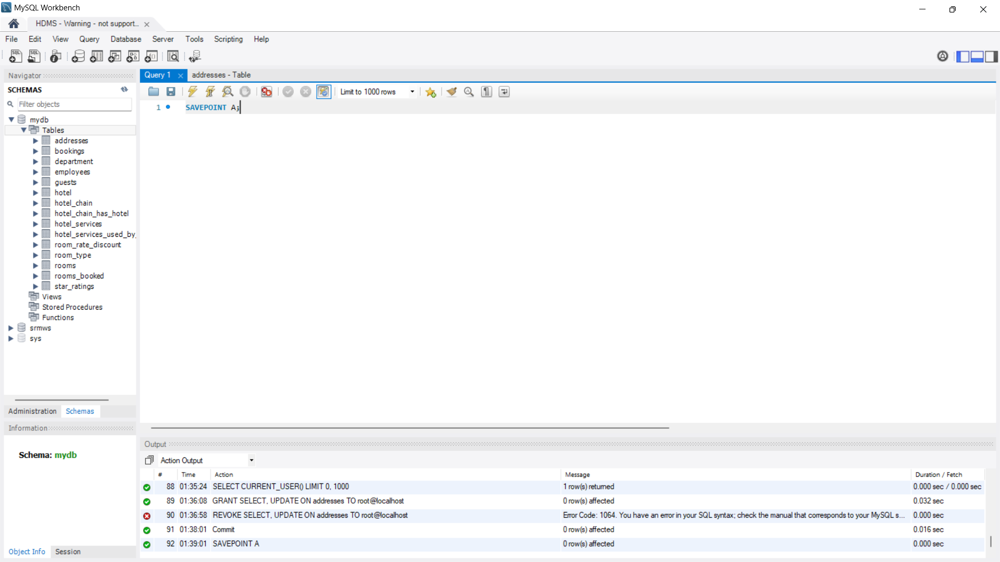 MySQL Workbench
HDMS - Warning - not support...
File Edit View Query Database Server Tools Scripting Help
Navigator
SCHEMAS
Filter objects
mydb
Tables
addresses
bookings
department
employees
guests
hotel
hotel_chain
hotel_chain_has_hotel
hotel_services
hotel_services_used_by_
room_rate_discount
room_type
rooms
rooms_booked
star_ratings
Views
Stored Procedures
Functions
srmws
sys
Administration Schemas
Information
Schema: mydb
Object Info Session
Query 1 addresses - Table
Limit to 1000 rows
1 SAVEPOINT A;
Output
Action Output
# Time Action Message Duration / Fetch
88 01:35:24 SELECT CURRENT_USER() LIMIT 0, 1000 1 row(s) returned 0.000 sec / 0.000 sec
89 01:36:08 GRANT SELECT, UPDATE ON addresses TO root@localhost 0 row(s) affected 0.032 sec
90 01:36:58 REVOKE SELECT, UPDATE ON addresses TO root@localhost Error Code: 1064. You have an error in your SQL syntax; check the manual that corresponds to your MySQL s... 0.000 sec
91 01:38:01 Commit 0 row(s) affected 0.016 sec
92 01:39:01 SAVEPOINT A 0 row(s) affected 0.000 sec